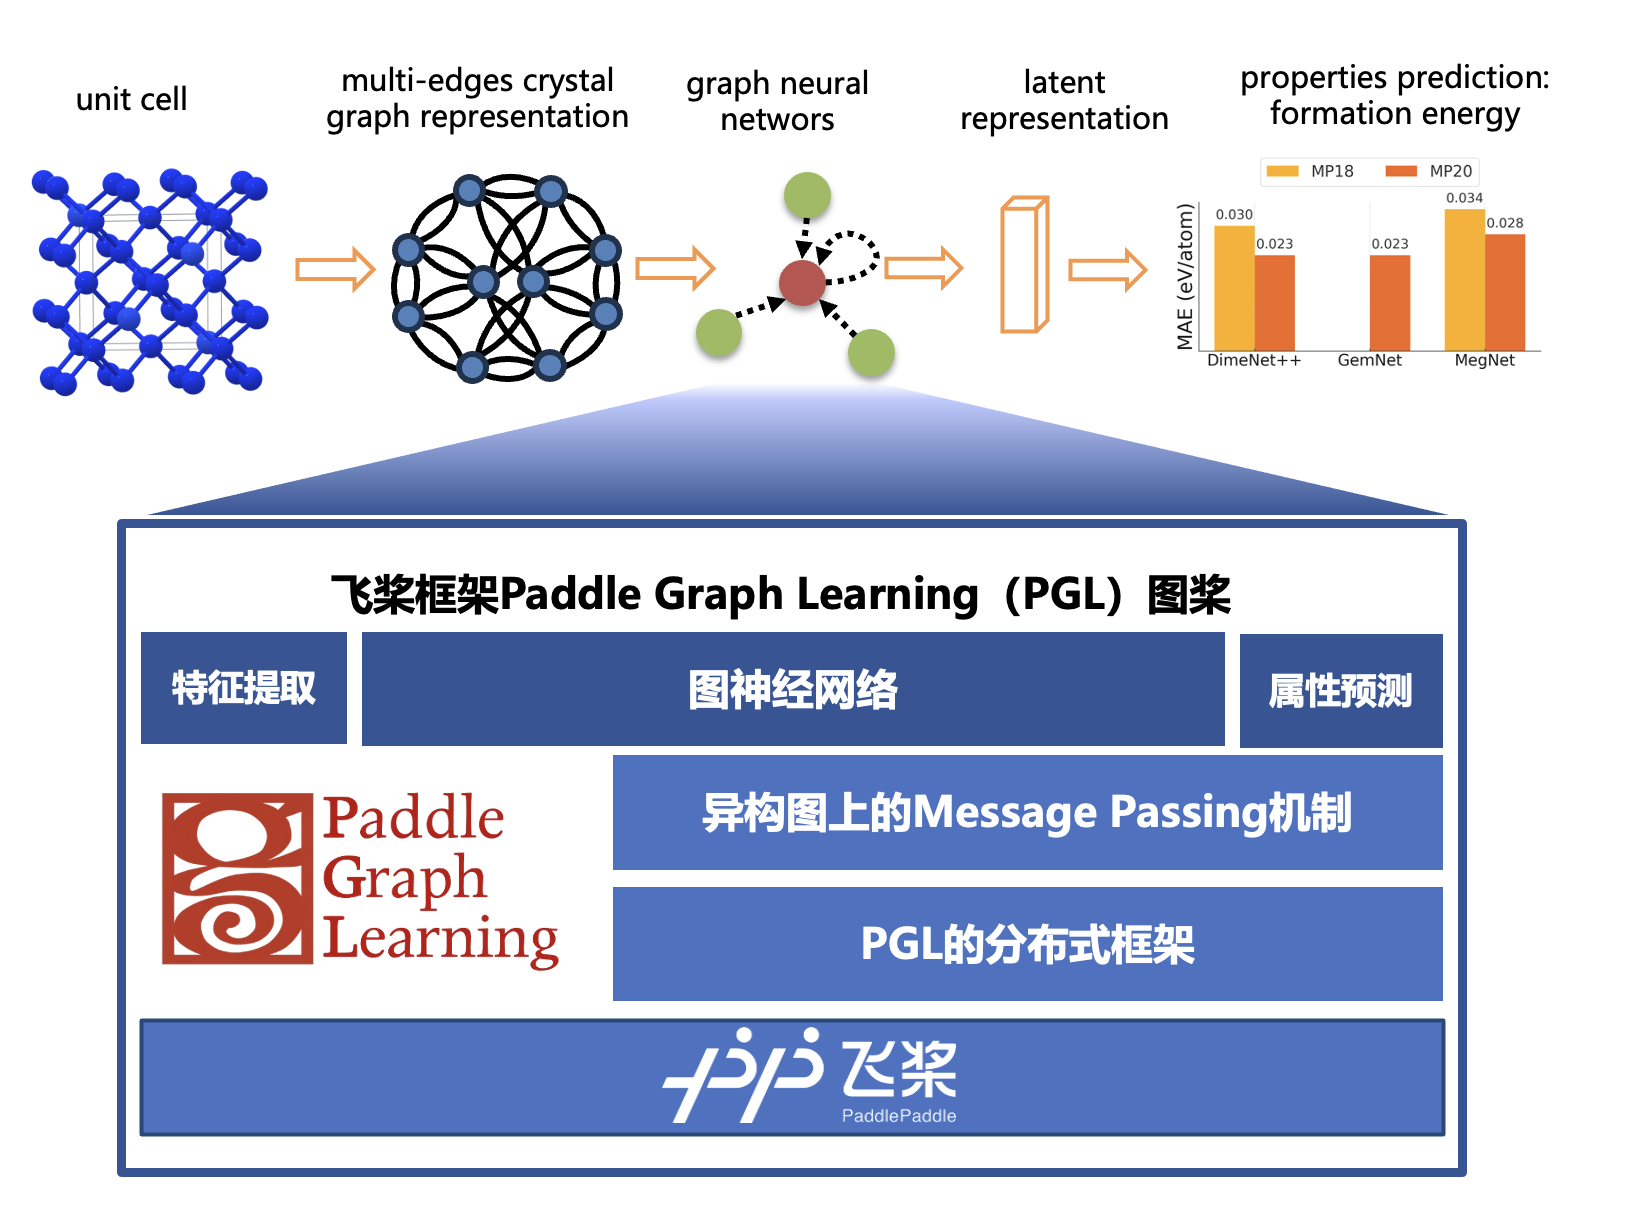 unit cell
multi-edges crystal
graph representation
graph neural
networs
latent
representation
properties prediction:
formation energy
MP18
MP20
MAE (eV/atom)
0.030
0.023
0.023
0.034
0.028
DimeNet++
GemNet
MegNet
飞桨框架Paddle Graph Learning（PGL）图桨
特征提取
图神经网络
属性预测
Paddle
Graph
Learning
异构图上的Message Passing机制
PGL的分布式框架
飞桨
PaddlePaddle